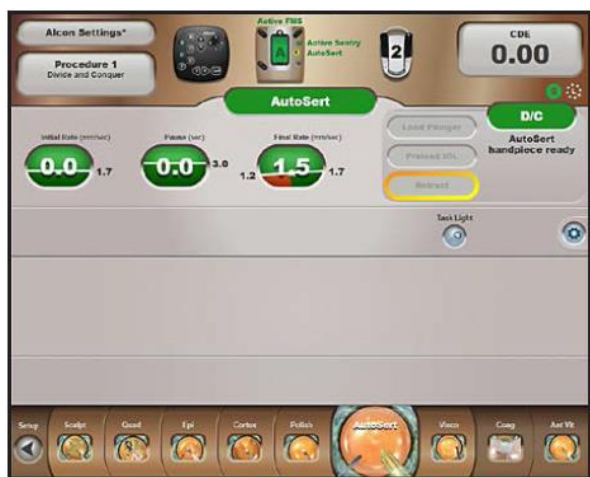 Alcon Settings*
Procedure 1
Divide and Conquer
Active FMS
A
Active Sentry
AutoSert
2
CDE
0.00
AutoSert
D/C
AutoSert
handpiece ready
Initial Rate (mm/sec)
0.0
1.7
Pause (sec)
0.0
3.0
Final Rate (mm/sec)
1.2
1.5
1.7
Load Plunger
Preload IOL
Retract
Task Light
Setup
Sculpt
Quad
Epi
Cortex
Polish
AutoSert
Visco
Coag
Ant Vit